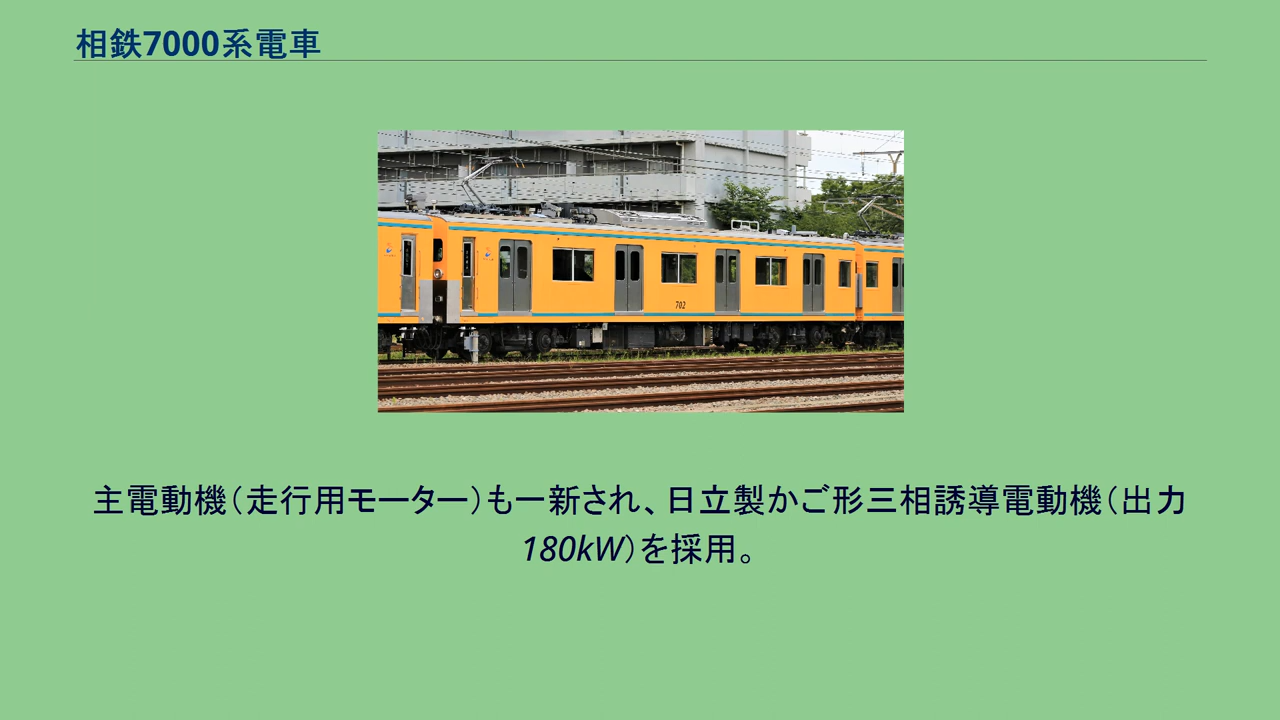 相鉄7000系電車
702
主電動機（走行用モーター）も一新され、日立製かご形三相誘導電動機（出力
180kW）を採用。